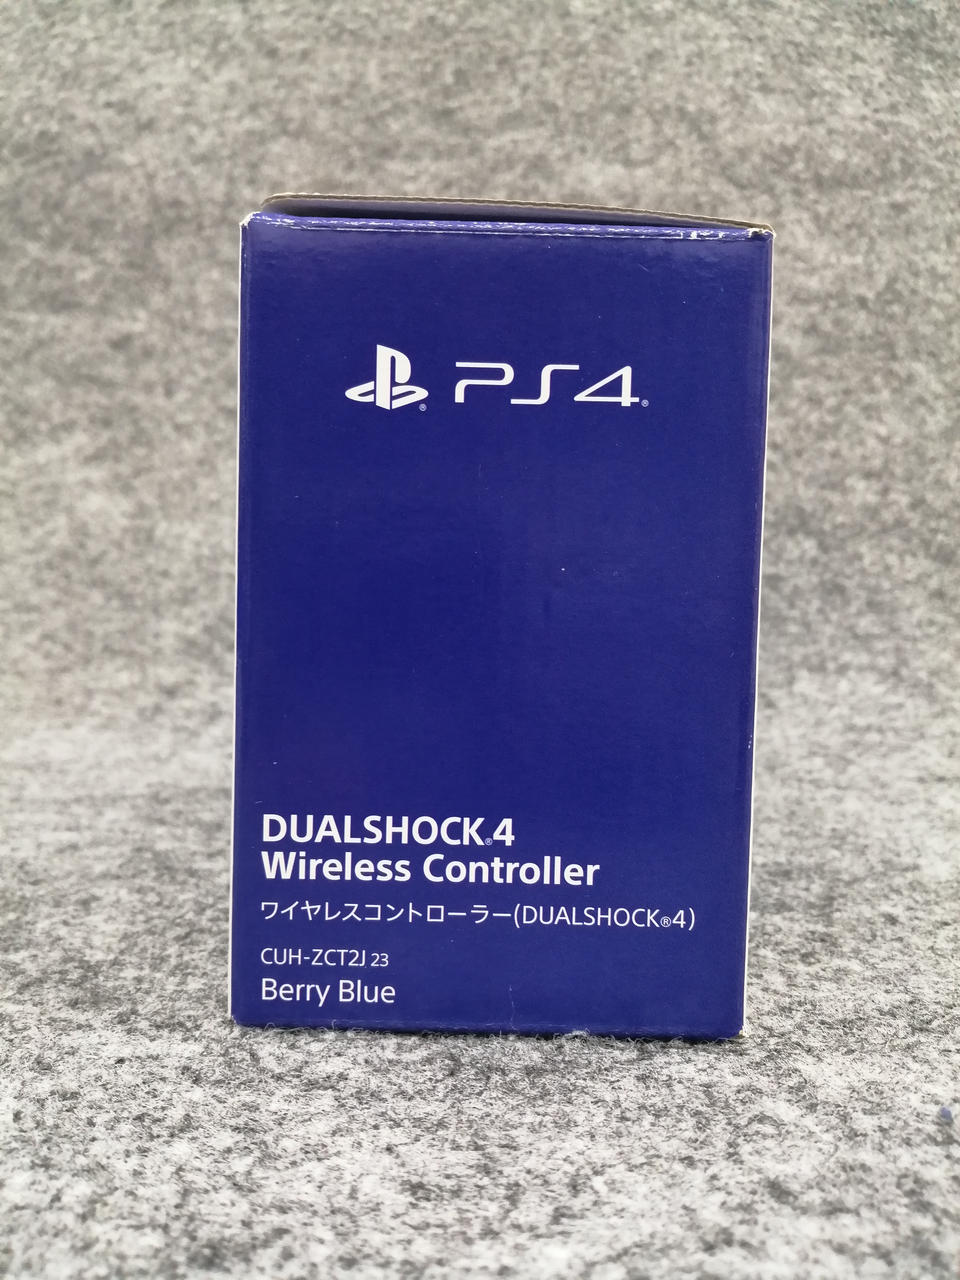 PS4®
DUALSHOCK®4
Wireless Controller
ワイヤレスコントローラー(DUALSHOCK®4)
CUH-ZCT2J 23
Berry Blue